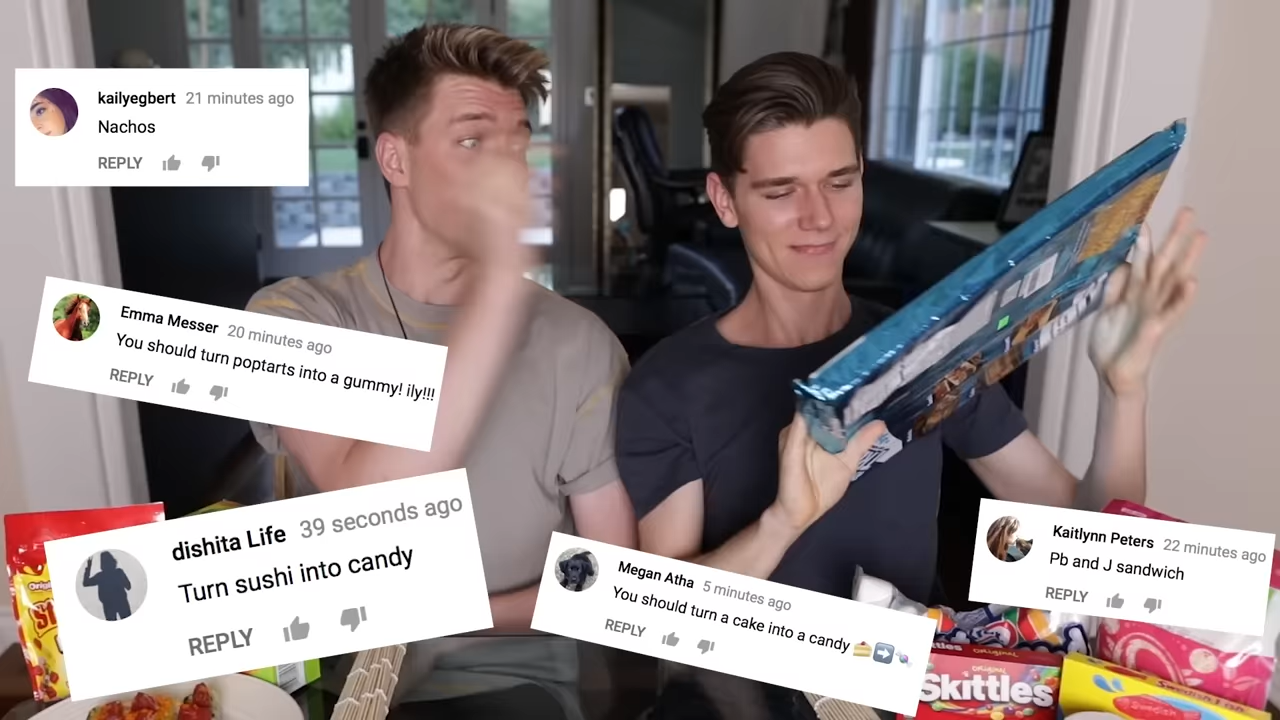 kailyegbert 21 minutes ago
Nachos
REPLY
Emma Messer 20 minutes ago
You should turn poptarts into a gummy! ily!!!
REPLY
dishita Life 39 seconds ago
Turn sushi into candy
REPLY
Megan Atha 5 minutes ago
You should turn a cake into a candy 🍰➡️🍬
REPLY
Kaitlynn Peters 22 minutes ago
Pb and J sandwich
REPLY
Skittles
Swedish Fish